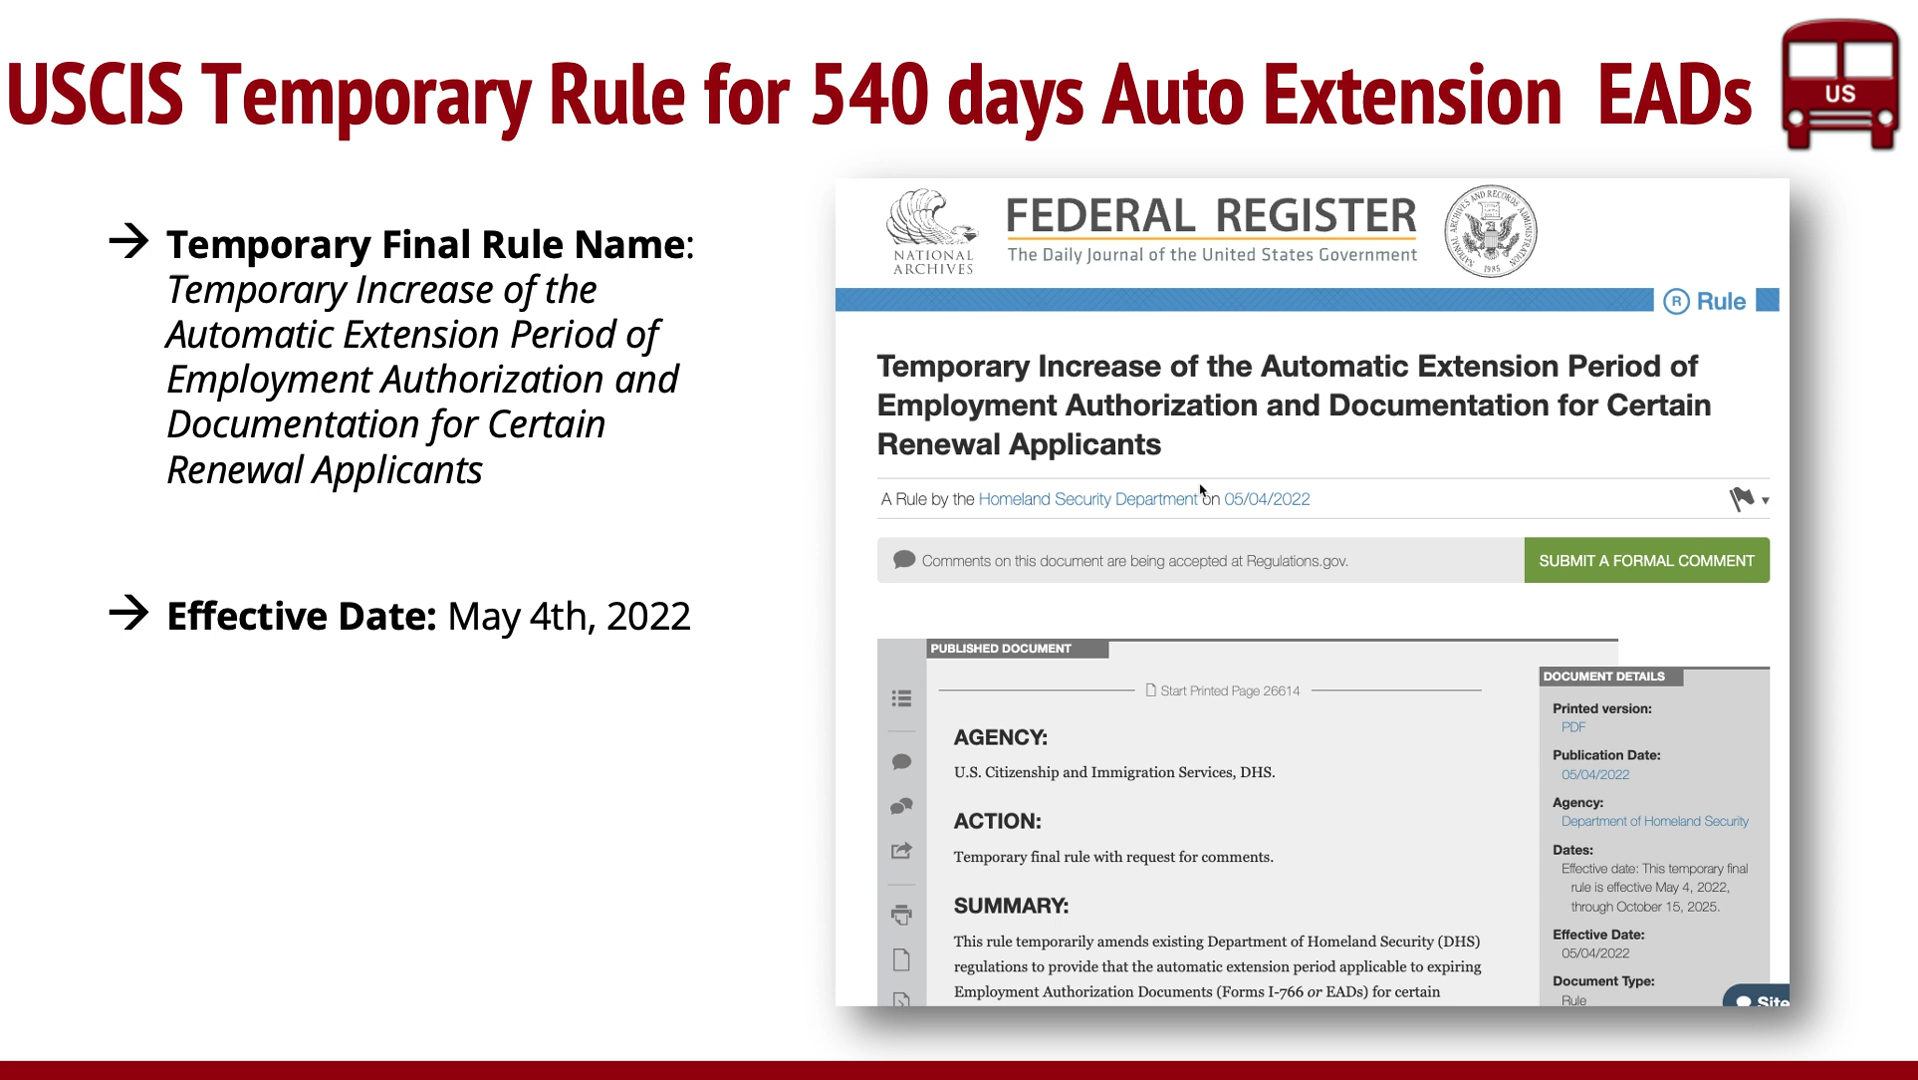 USCIS Temporary Rule for 540 days Auto Extension EADs
US
→ Temporary Final Rule Name:
Temporary Increase of the
Automatic Extension Period of
Employment Authorization and
Documentation for Certain
Renewal Applicants
→ Effective Date: May 4th, 2022
NATIONAL
ARCHIVES
FEDERAL REGISTER
The Daily Journal of the United States Government
NATIONAL ARCHIVES AND RECORDS ADMINISTRATION
1985
R Rule
Temporary Increase of the Automatic Extension Period of
Employment Authorization and Documentation for Certain
Renewal Applicants
A Rule by the Homeland Security Department on 05/04/2022
Comments on this document are being accepted at Regulations.gov.
SUBMIT A FORMAL COMMENT
PUBLISHED DOCUMENT
Start Printed Page 26614
AGENCY:
U.S. Citizenship and Immigration Services, DHS.
ACTION:
Temporary final rule with request for comments.
SUMMARY:
This rule temporarily amends existing Department of Homeland Security (DHS)
regulations to provide that the automatic extension period applicable to expiring
Employment Authorization Documents (Forms I-766 or EADs) for certain
DOCUMENT DETAILS
Printed version:
PDF
Publication Date:
05/04/2022
Agency:
Department of Homeland Security
Dates:
Effective date: This temporary final
rule is effective May 4, 2022,
through October 15, 2025.
Effective Date:
05/04/2022
Document Type:
Rule
Site